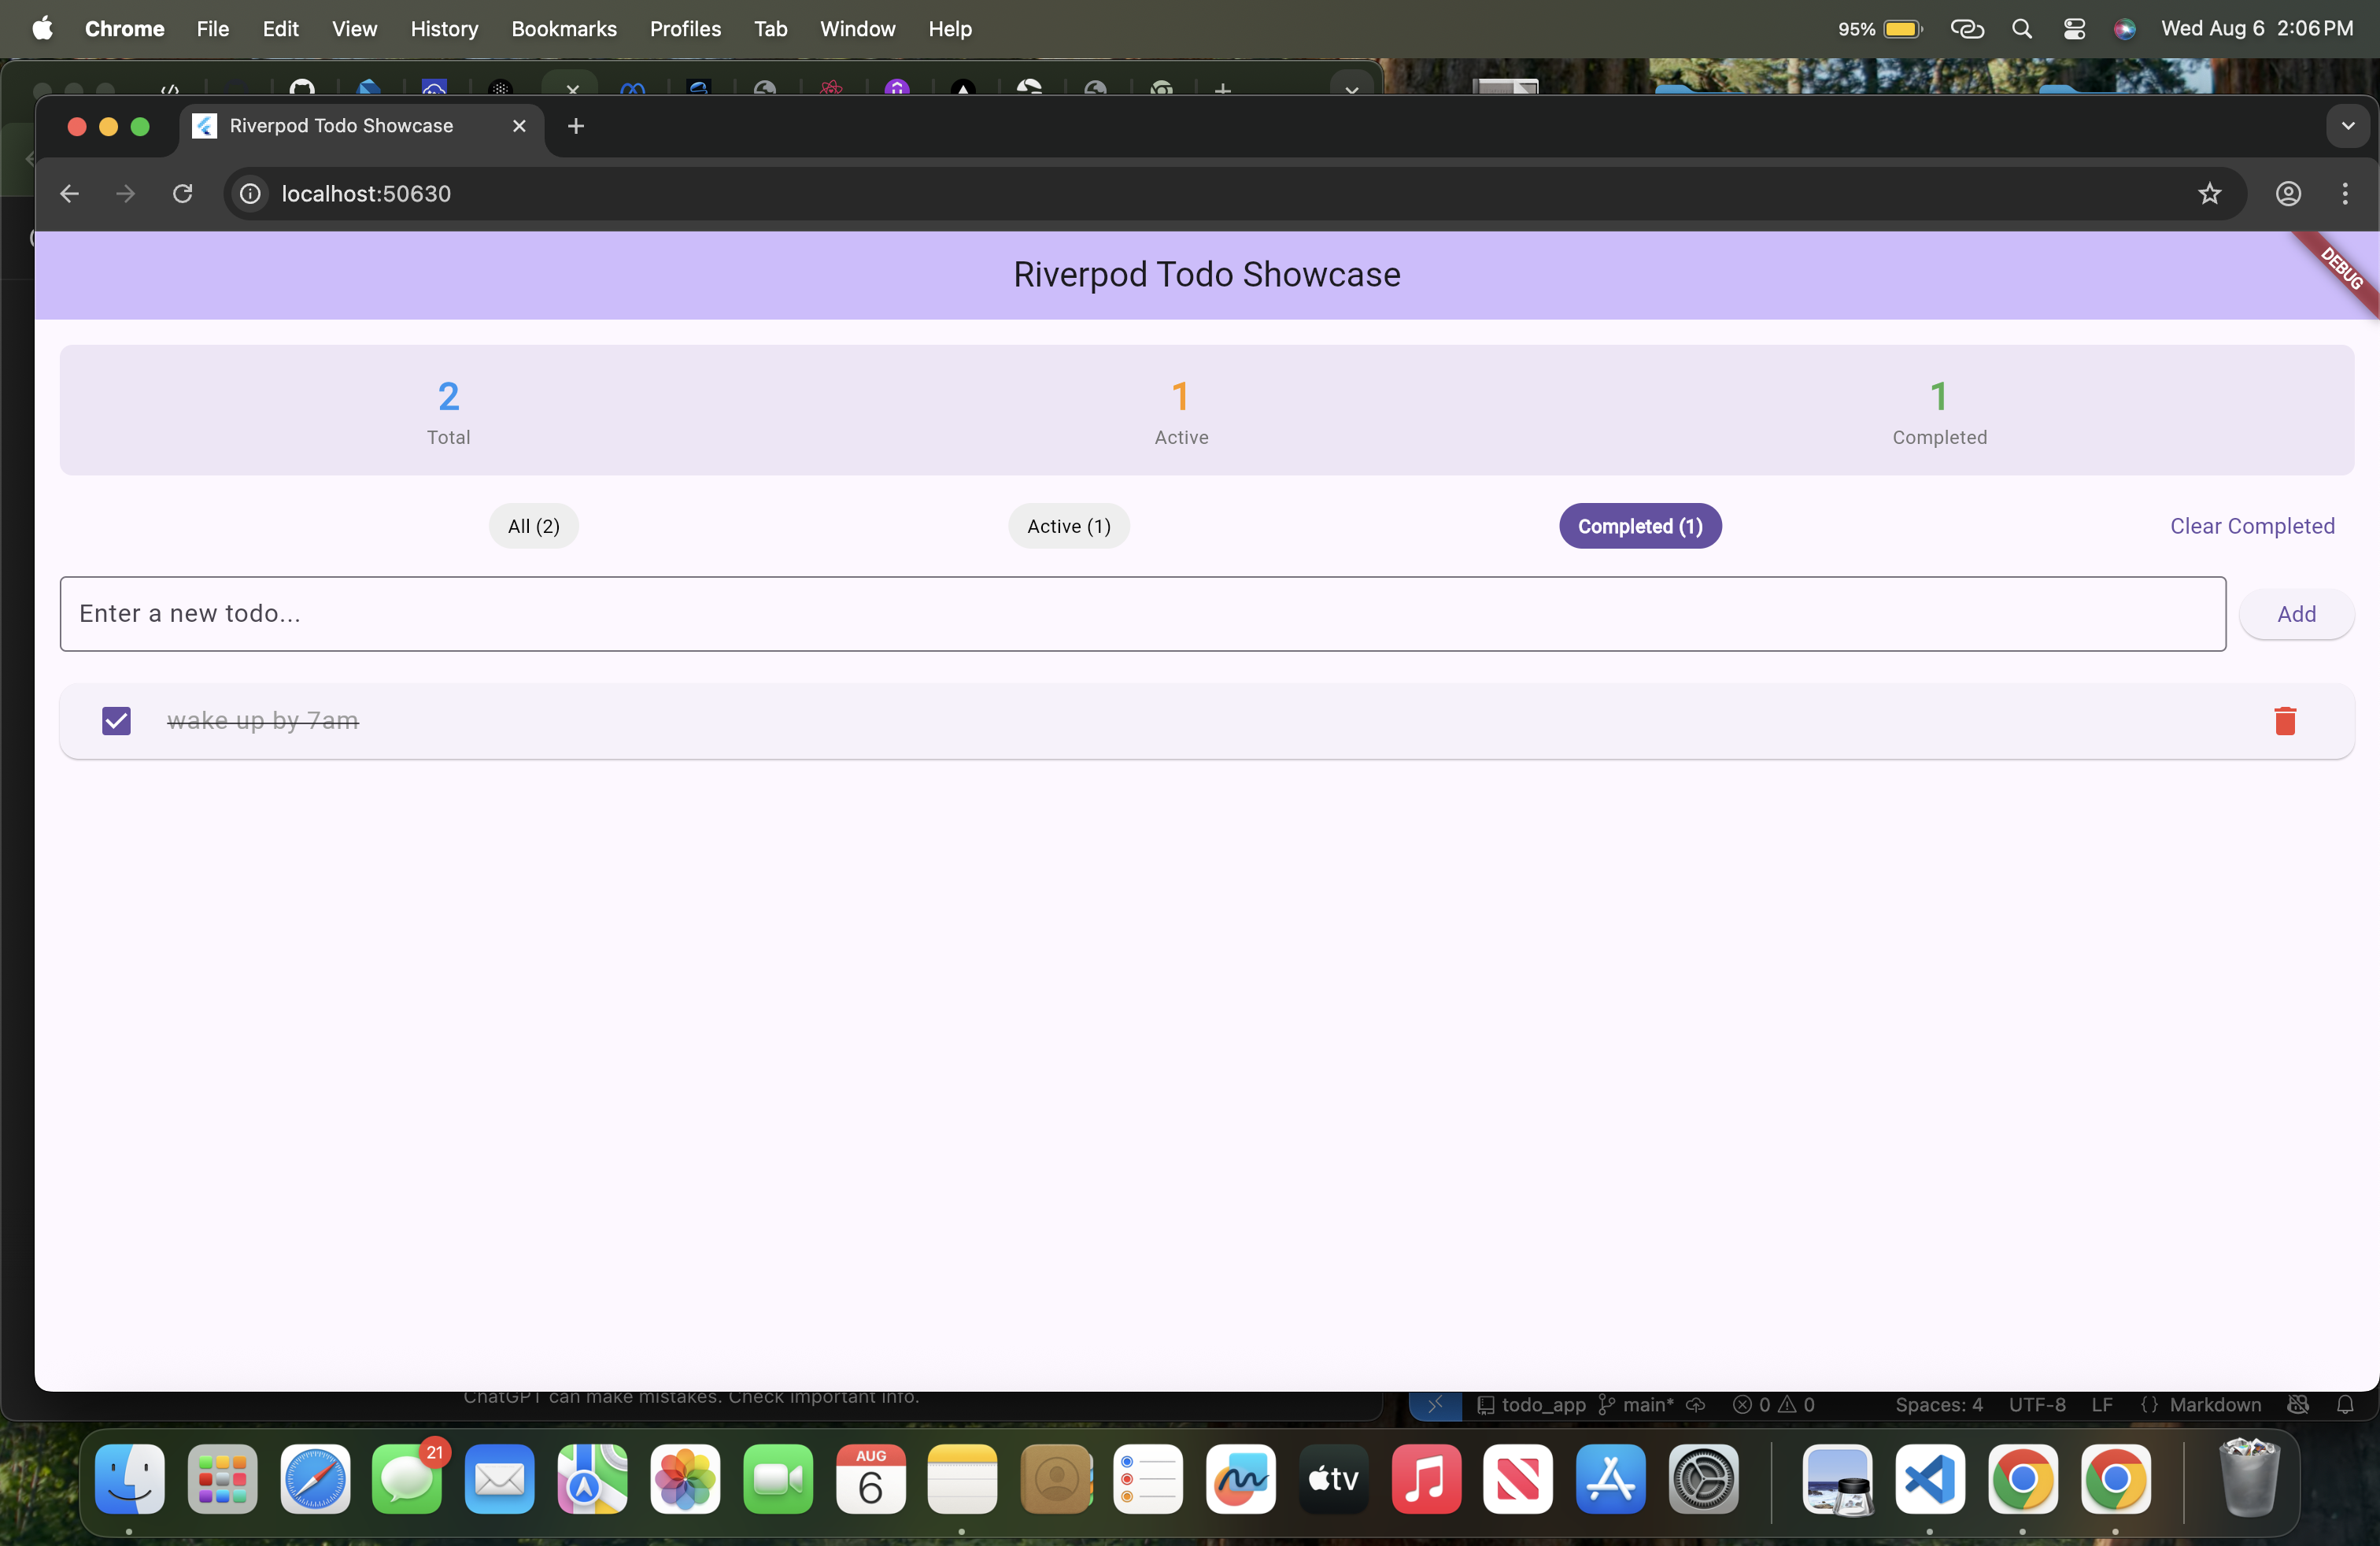 Chrome File Edit View History Bookmarks Profiles Tab Window Help 95% Wed Aug 6 2:06 PM
Riverpod Todo Showcase
localhost:50630
Riverpod Todo Showcase
DEBUG
2 1 1
Total Active Completed
All (2) Active (1) Completed (1) Clear Completed
Enter a new todo... Add
wake up by 7am
ChatGPT can make mistakes. Check important info.
todo_app main* 0 0 Spaces: 4 UTF-8 LF {} Markdown
21
AUG
6
tv